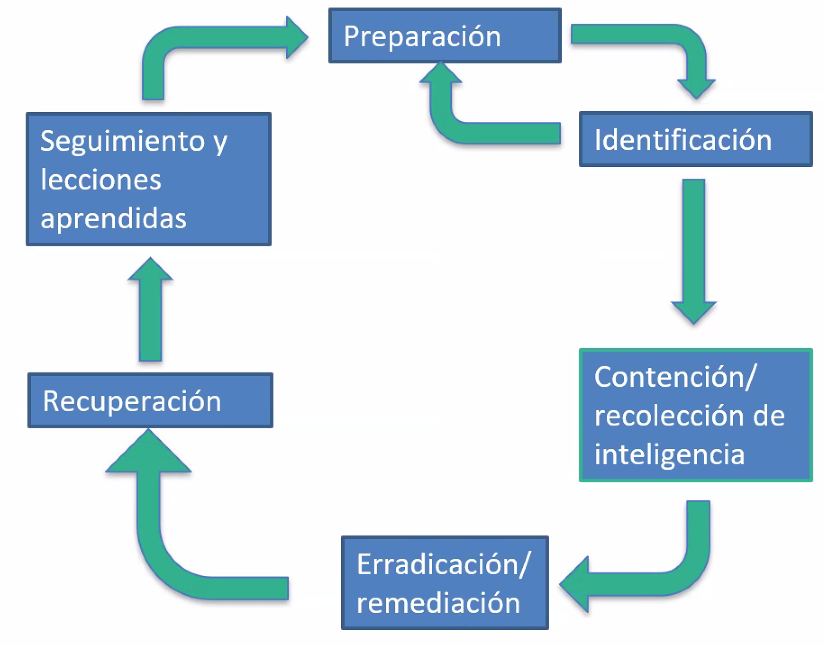 Preparación
Identificación
Contención/
recolección de
inteligencia
Erradicación/
remediación
Recuperación
Seguimiento y
lecciones
aprendidas